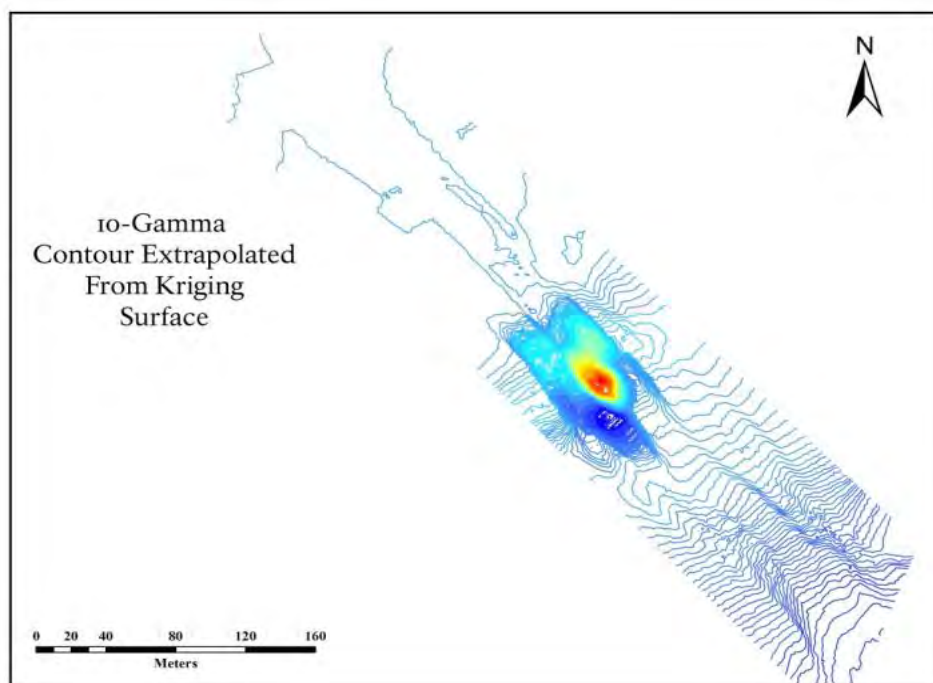 N
10-Gamma
Contour Extrapolated
From Kriging
Surface
0 20 40 80 120 160
Meters